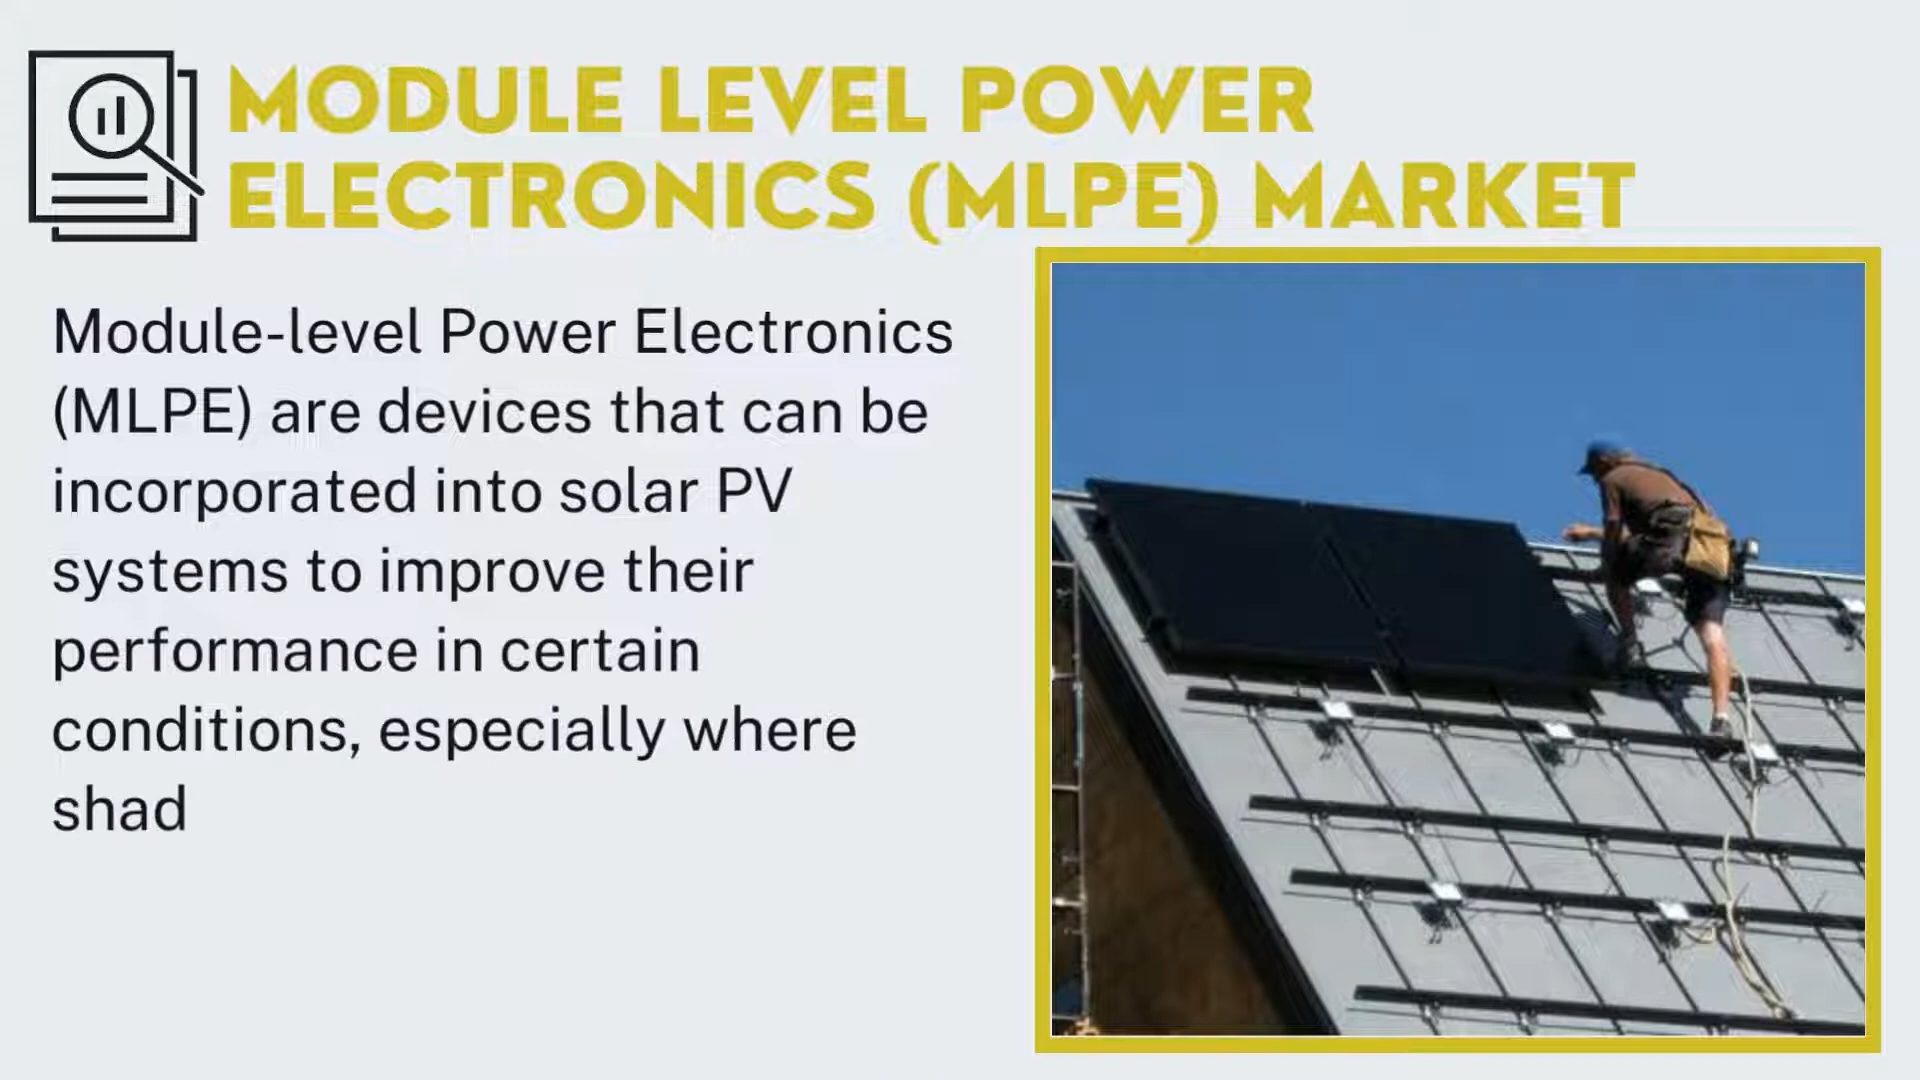 MODULE LEVEL POWER
ELECTRONICS (MLPE) MARKET
Module-level Power Electronics
(MLPE) are devices that can be
incorporated into solar PV
systems to improve their
performance in certain
conditions, especially where
shad